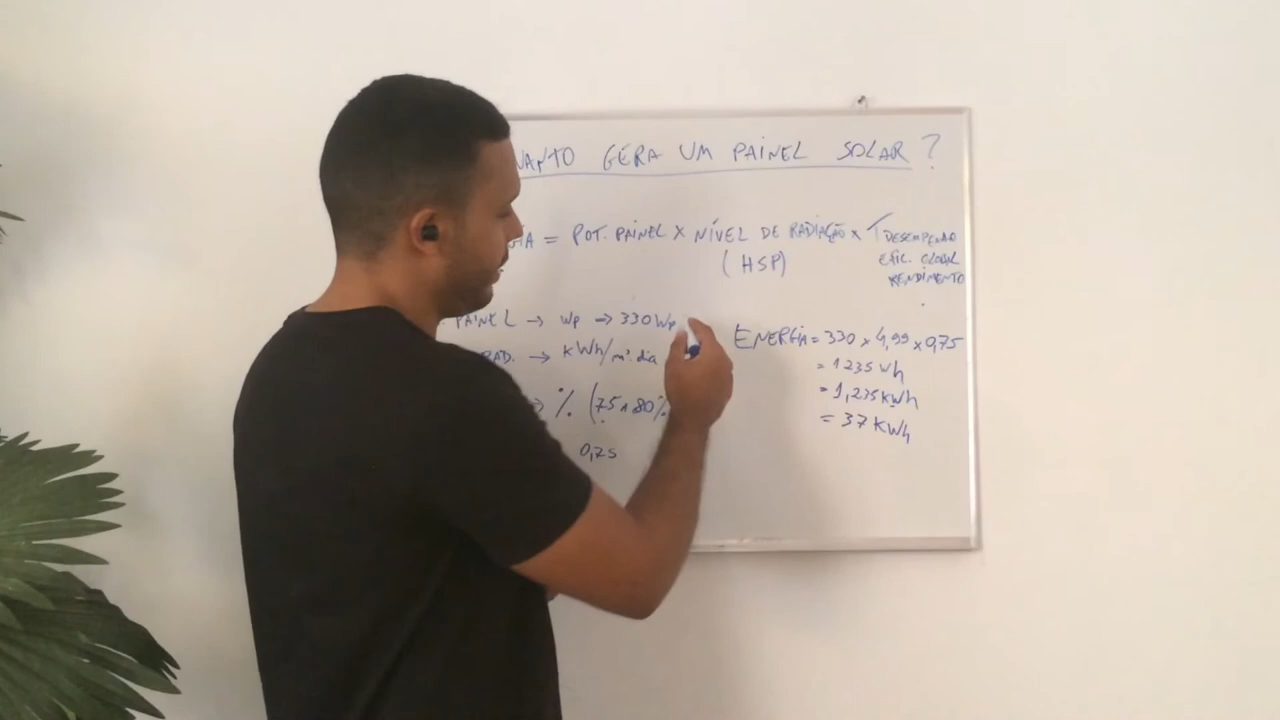 UANTO GERA UM PAINEL SOLAR ?
GIA = POT. PAINEL X NÍVEL DE RADIAÇÃO X
(HSP)
DESEMPENHO
EFIC. GLOBAL
RENDIMENTO
PAINEL → Wp → 330 Wp
RAD. → KWh/m².dia
→ % (75 A 80%
0,75
ENERGIA = 330 x 4,99 x 0,75
= 1235 Wh
= 1,235 KWh
= 37 KWh